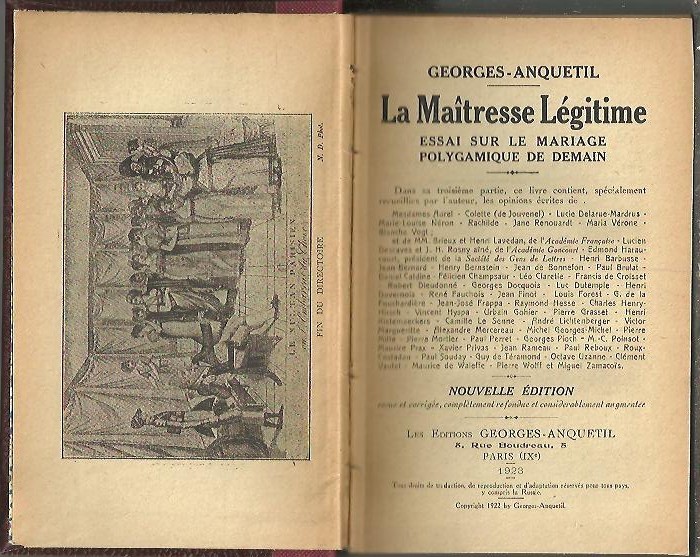 LE SÉRAIL PARISIEN
FIN DU DIRECTOIRE
N. D. Phot.
GEORGES-ANQUETIL
La Maîtresse Légitime
ESSAI SUR LE MARIAGE
POLYGAMIQUE DE DEMAIN
Dans sa troisième partie, ce livre contient, spécialement
recueillies par l'auteur, les opinions écrites de :
Mesdames Aurel - Colette (de Jouvenel) - Lucie Delarue-Mardrus -
Marie-Louise Néron - Rachilde - Jane Renouardt - Maria Vérone -
Blanche Vogt ;
et de MM. Brieux et Henri Lavedan, de l'Académie Française - Lucien
Descaves et J. H. Rosny aîné, de l'Académie Goncourt - Edmond Harau-
court, président de la Société des Gens de Lettres - Henri Barbusse -
Jean Bernard - Henry Bernstein - Jean de Bonnefon - Paul Brulat -
Caldine - Félicien Champsaur - Léo Claretie - Francis de Croisset
Robert Dieudonné - Georges Docquois - Luc Dutemple - Henri
Duvernois - René Fauchois - Jean Finot - Louis Forest - G. de la
Fouchardière - Jean-José Frappa - Raymond Hesse - Charles Henry-
Hirsch - Vincent Hyspa - Urbain Gohier - Pierre Grasset - Henri
Kistemaeckers - Camille Le Senne - André Lichtenberger - Victor
Margueritte - Alexandre Mercereau - Michel Georges-Michel - Pierre
Mille - Pierre Mortier - Paul Perret - Georges Pioch - M.-C. Poinsot -
Maurice Prax - Xavier Privas - Jean Rameau - Paul Reboux - Roux-
Costadau - Paul Souday - Guy de Téramond - Octave Uzanne - Clément
Vautel - Maurice de Waleffe - Pierre Wolff et Miguel Zamacoïs.
NOUVELLE ÉDITION
revue et corrigée, complètement refondue et considérablement augmentée
LES EDITIONS GEORGES-ANQUETIL
5, Rue Boudreau, 5
PARIS (IXe)
1923
Tous droits de traduction, de reproduction et d'adaptation réservés pour tous pays,
y compris la Russie.
Copyright 1922 by Georges-Anquetil.